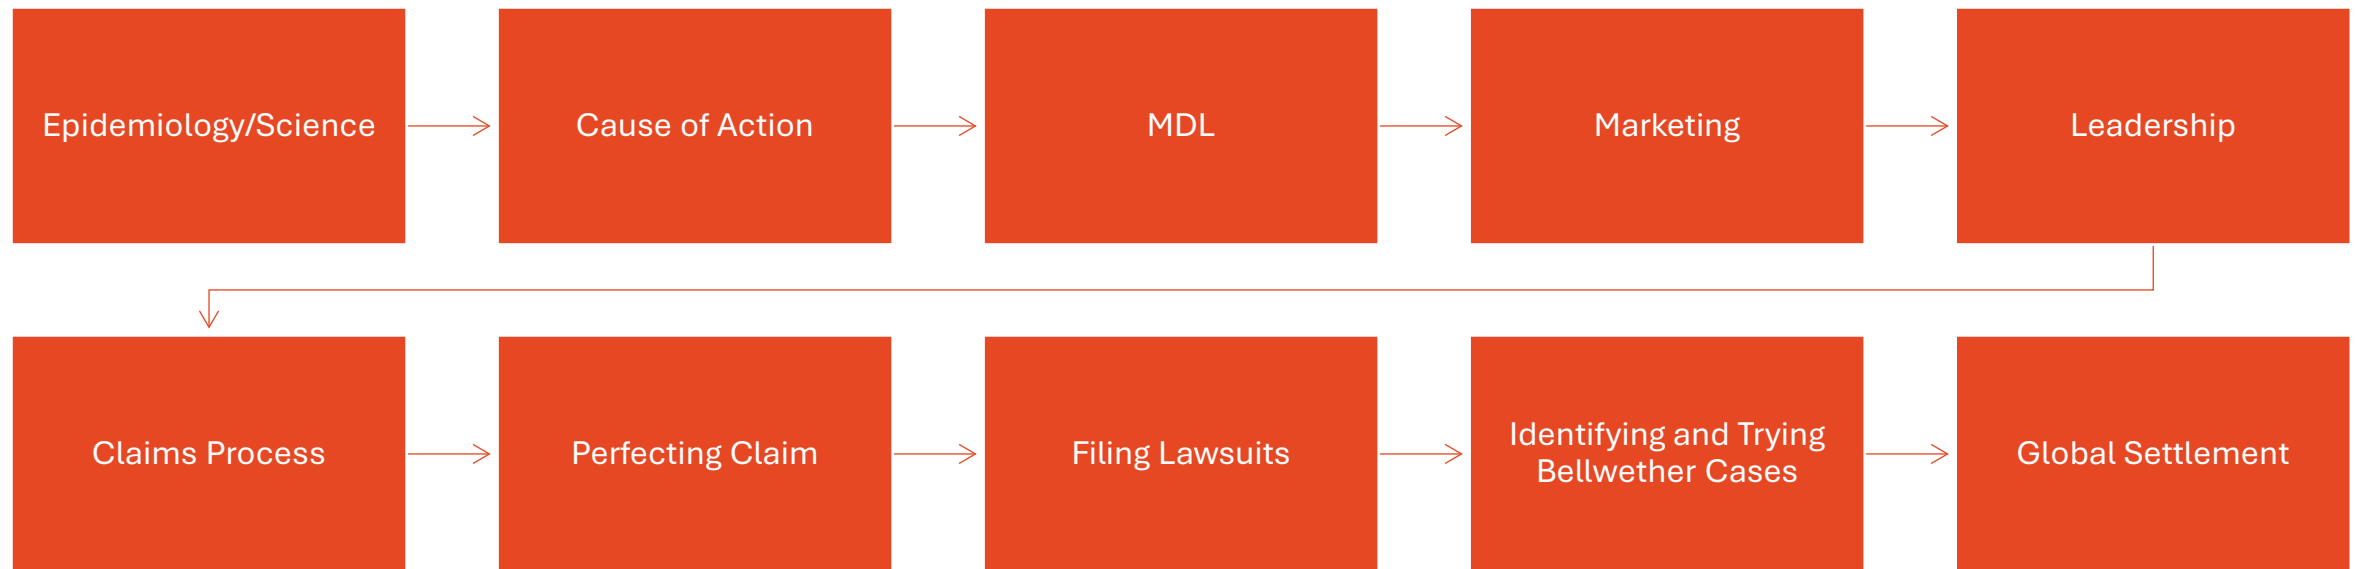 Epidemiology/Science
Cause of Action
MDL
Marketing
Leadership
Claims Process
Perfecting Claim
Filing Lawsuits
Identifying and Trying
Bellwether Cases
Global Settlement